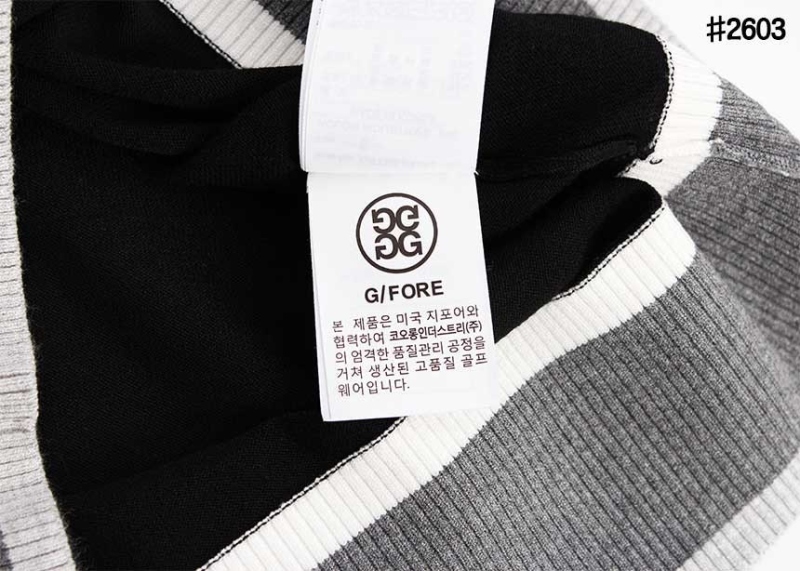 #2603
G/FORE
본 제품은 미국 지포어와
협력하여 코오롱인더스트리(주)
의 엄격한 품질관리 공정을
거쳐 생산된 고품질 골프
웨어입니다.